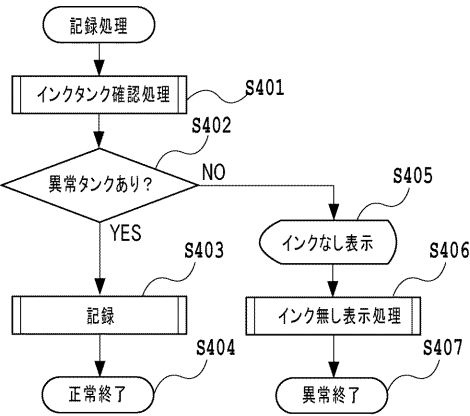 記録処理
インクタンク確認処理
S401
S402
異常タンクあり?
NO
YES
S405
インクなし表示
S403
S406
記録
インク無し表示処理
S404
S407
正常終了
異常終了